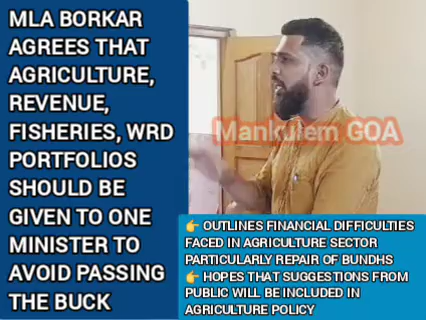 MLA BORKAR
AGREES THAT
AGRICULTURE,
REVENUE,
FISHERIES, WRD
PORTFOLIOS
SHOULD BE
GIVEN TO ONE
MINISTER TO
AVOID PASSING
THE BUCK
Mankulem GOA
👉 OUTLINES FINANCIAL DIFFICULTIES
FACED IN AGRICULTURE SECTOR
PARTICULARLY REPAIR OF BUNDHS
👉 HOPES THAT SUGGESTIONS FROM
PUBLIC WILL BE INCLUDED IN
AGRICULTURE POLICY